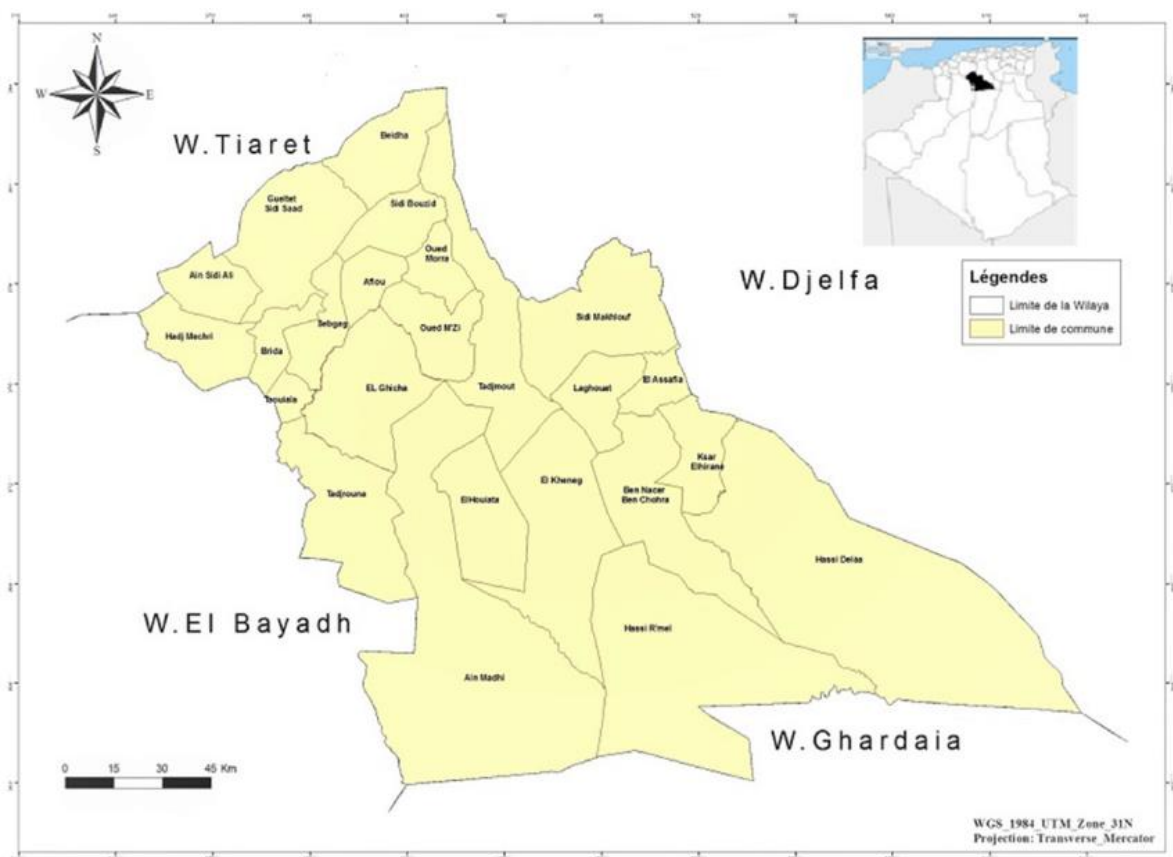 N
W
E
S
W.Tiaret
Beidha
Gueltet
Sidi Saad
Sidi Bouzid
Oued
Morra
Ain Sidi Ali
Aflou
W.Djelfa
Légendes
Limite de la Wilaya
Limite de commune
Hadj Mechri
Sebgag
Brida
Oued M'Zi
Sidi Makhlouf
Taouiala
EL Ghicha
Tadjmout
Laghouat
El Assafia
Ksar
Elhirane
Tadjrouna
ElHouiata
El Kheneg
Ben Nacer
Ben Chohra
Hassi Delaa
W.El Bayadh
Hassi R'mel
Ain Madhi
W.Ghardaia
0 15 30 45 Km
WGS_1984_UTM_Zone_31N
Projection: Transverse_Mercator